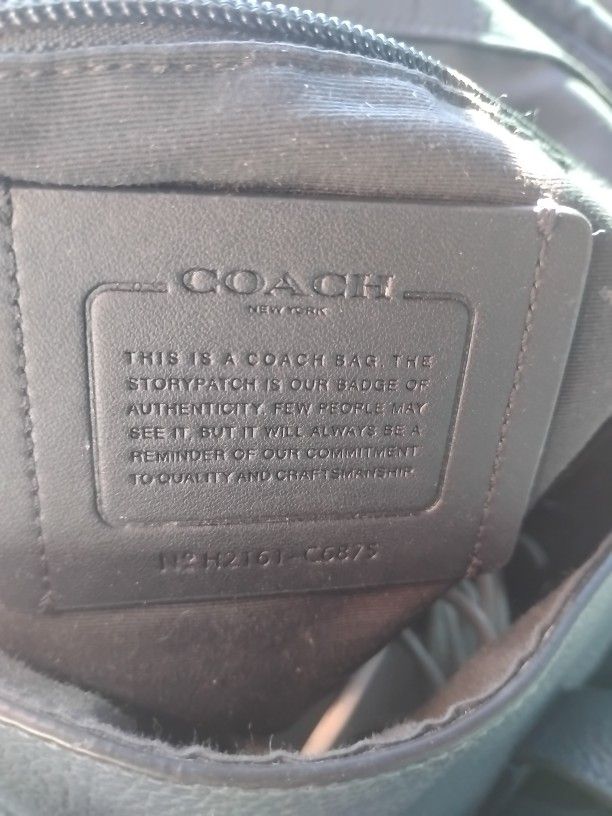 COACH
NEW YORK
THIS IS A COACH BAG. THE
STORYPATCH IS OUR BADGE OF
AUTHENTICITY. FEW PEOPLE MAY
SEE IT, BUT IT WILL ALWAYS BE A
REMINDER OF OUR COMMITMENT
TO QUALITY AND CRAFTSMANSHIP.
N2H2161-C6875